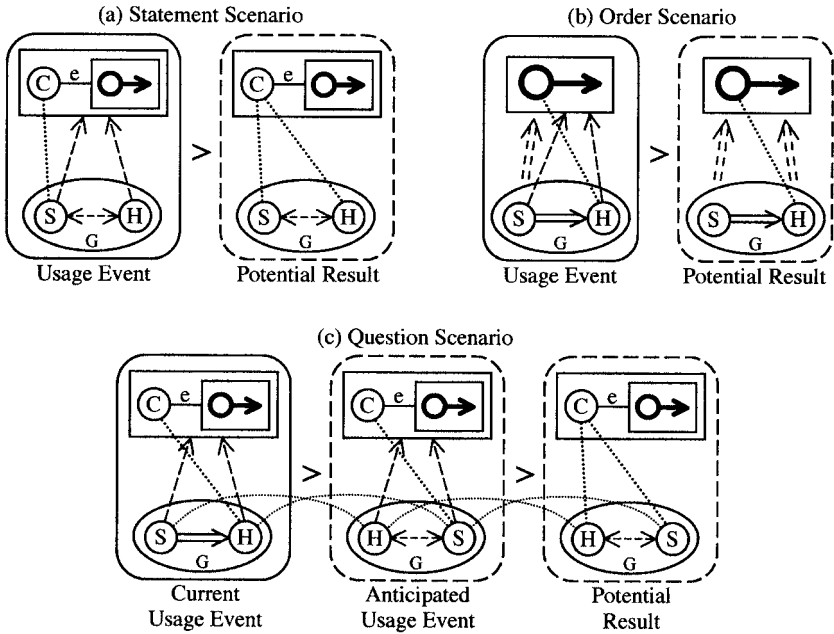 (a) Statement Scenario
(b) Order Scenario
C e
C e
> >
S H
S H
S H
S H
G
G
G
G
Usage Event
Potential Result
Usage Event
Potential Result
(c) Question Scenario
C e
C e
C e
> >
S H
H S
H S
G
G
G
Current
Usage Event
Anticipated
Usage Event
Potential
Result